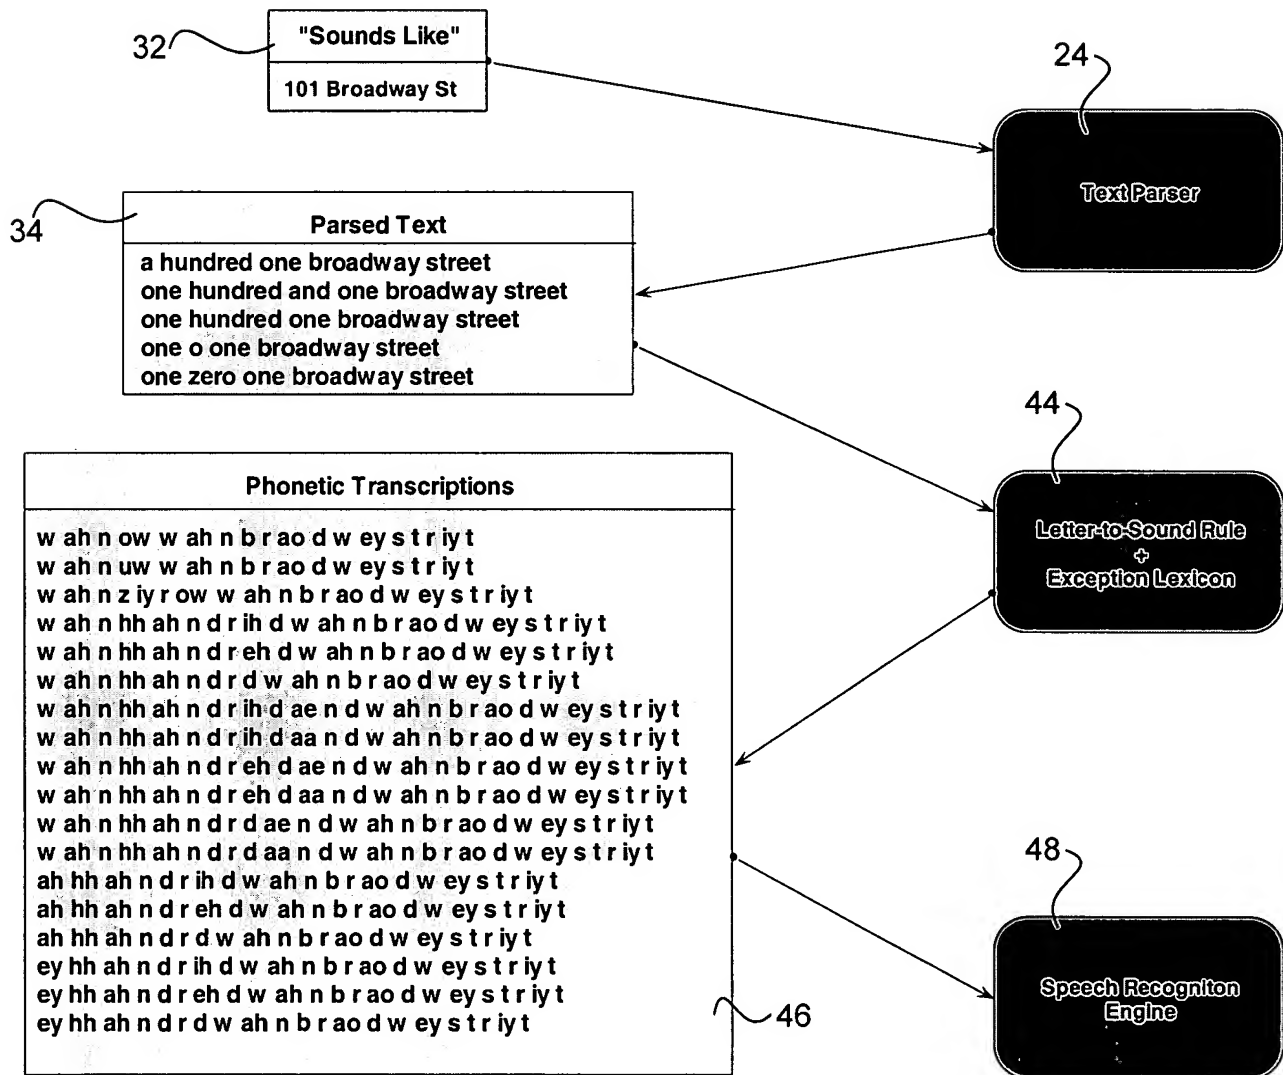 32
"Sounds Like"
101 Broadway St
24
Text Parser
34
Parsed Text
a hundred one broadway street
one hundred and one broadway street
one hundred one broadway street
one o one broadway street
one zero one broadway street
44
Letter-to-Sound Rule
+
Exception Lexicon
Phonetic Transcriptions
w ah n ow w ah n b r ao d w ey s t r iy t
w ah n uw w ah n b r ao d w ey s t r iy t
w ah n z iy r ow w ah n b r ao d w ey s t r iy t
w ah n hh ah n d r ih d w ah n b r ao d w ey s t r iy t
w ah n hh ah n d r eh d w ah n b r ao d w ey s t r iy t
w ah n hh ah n d r d w ah n b r ao d w ey s t r iy t
w ah n hh ah n d r ih d ae n d w ah n b r ao d w ey s t r iy t
w ah n hh ah n d r ih d aa n d w ah n b r ao d w ey s t r iy t
w ah n hh ah n d r eh d ae n d w ah n b r ao d w ey s t r iy t
w ah n hh ah n d r eh d aa n d w ah n b r ao d w ey s t r iy t
w ah n hh ah n d r d ae n d w ah n b r ao d w ey s t r iy t
w ah n hh ah n d r d aa n d w ah n b r ao d w ey s t r iy t
ah hh ah n d r ih d w ah n b r ao d w ey s t r iy t
ah hh ah n d r eh d w ah n b r ao d w ey s t r iy t
ah hh ah n d r d w ah n b r ao d w ey s t r iy t
ey hh ah n d r ih d w ah n b r ao d w ey s t r iy t
ey hh ah n d r eh d w ah n b r ao d w ey s t r iy t
ey hh ah n d r d w ah n b r ao d w ey s t r iy t
46
48
Speech Recogniton
Engine